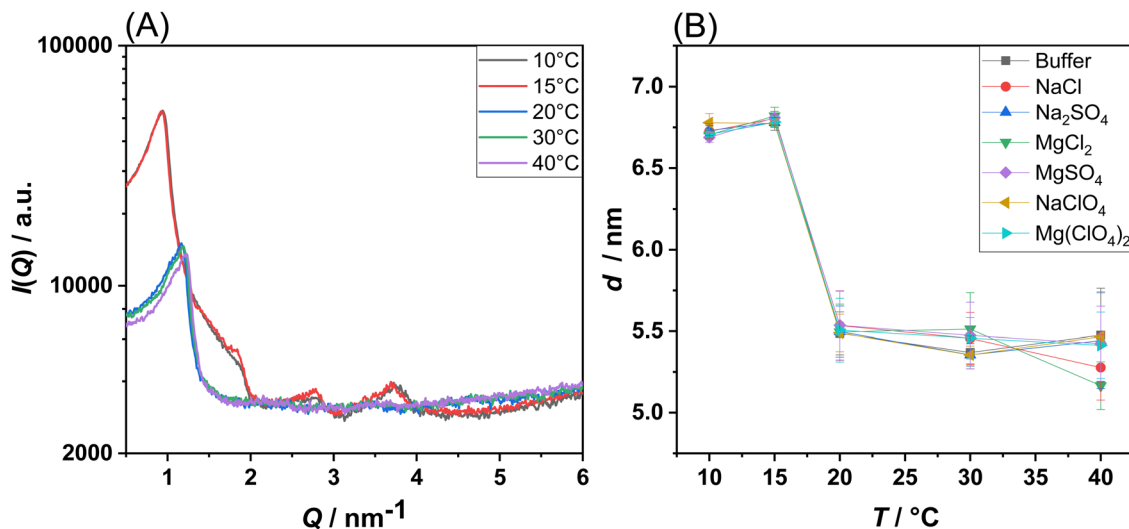 (A)
100000
10000
2000
I(Q) / a.u.
10°C
15°C
20°C
30°C
40°C
1 2 3 4 5 6
Q / nm⁻¹
(B)
7.0
6.5
6.0
5.5
5.0
d / nm
Buffer
NaCl
Na₂SO₄
MgCl₂
MgSO₄
NaClO₄
Mg(ClO₄)₂
10 15 20 25 30 35 40
T / °C